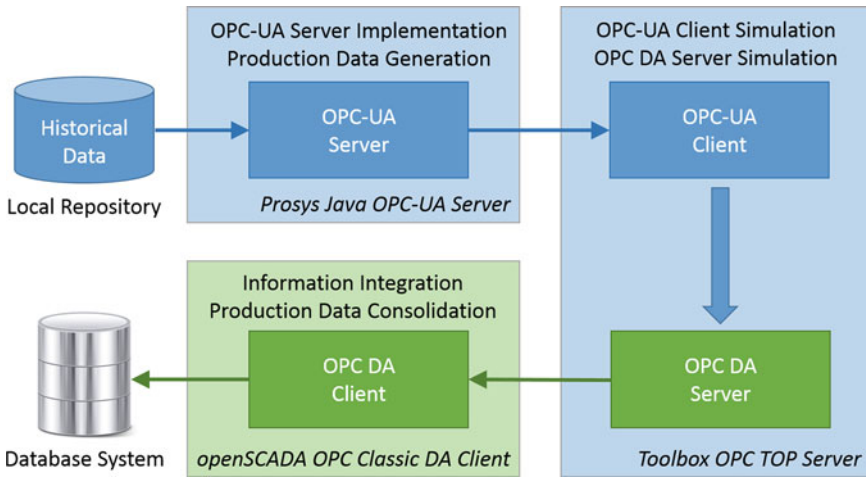 OPC-UA Server Implementation
Production Data Generation
OPC-UA Client Simulation
OPC DA Server Simulation
Historical
Data
OPC-UA
Server
OPC-UA
Client
Local Repository
Prosys Java OPC-UA Server
Information Integration
Production Data Consolidation
OPC DA
Client
OPC DA
Server
Database System
openSCADA OPC Classic DA Client
Toolbox OPC TOP Server